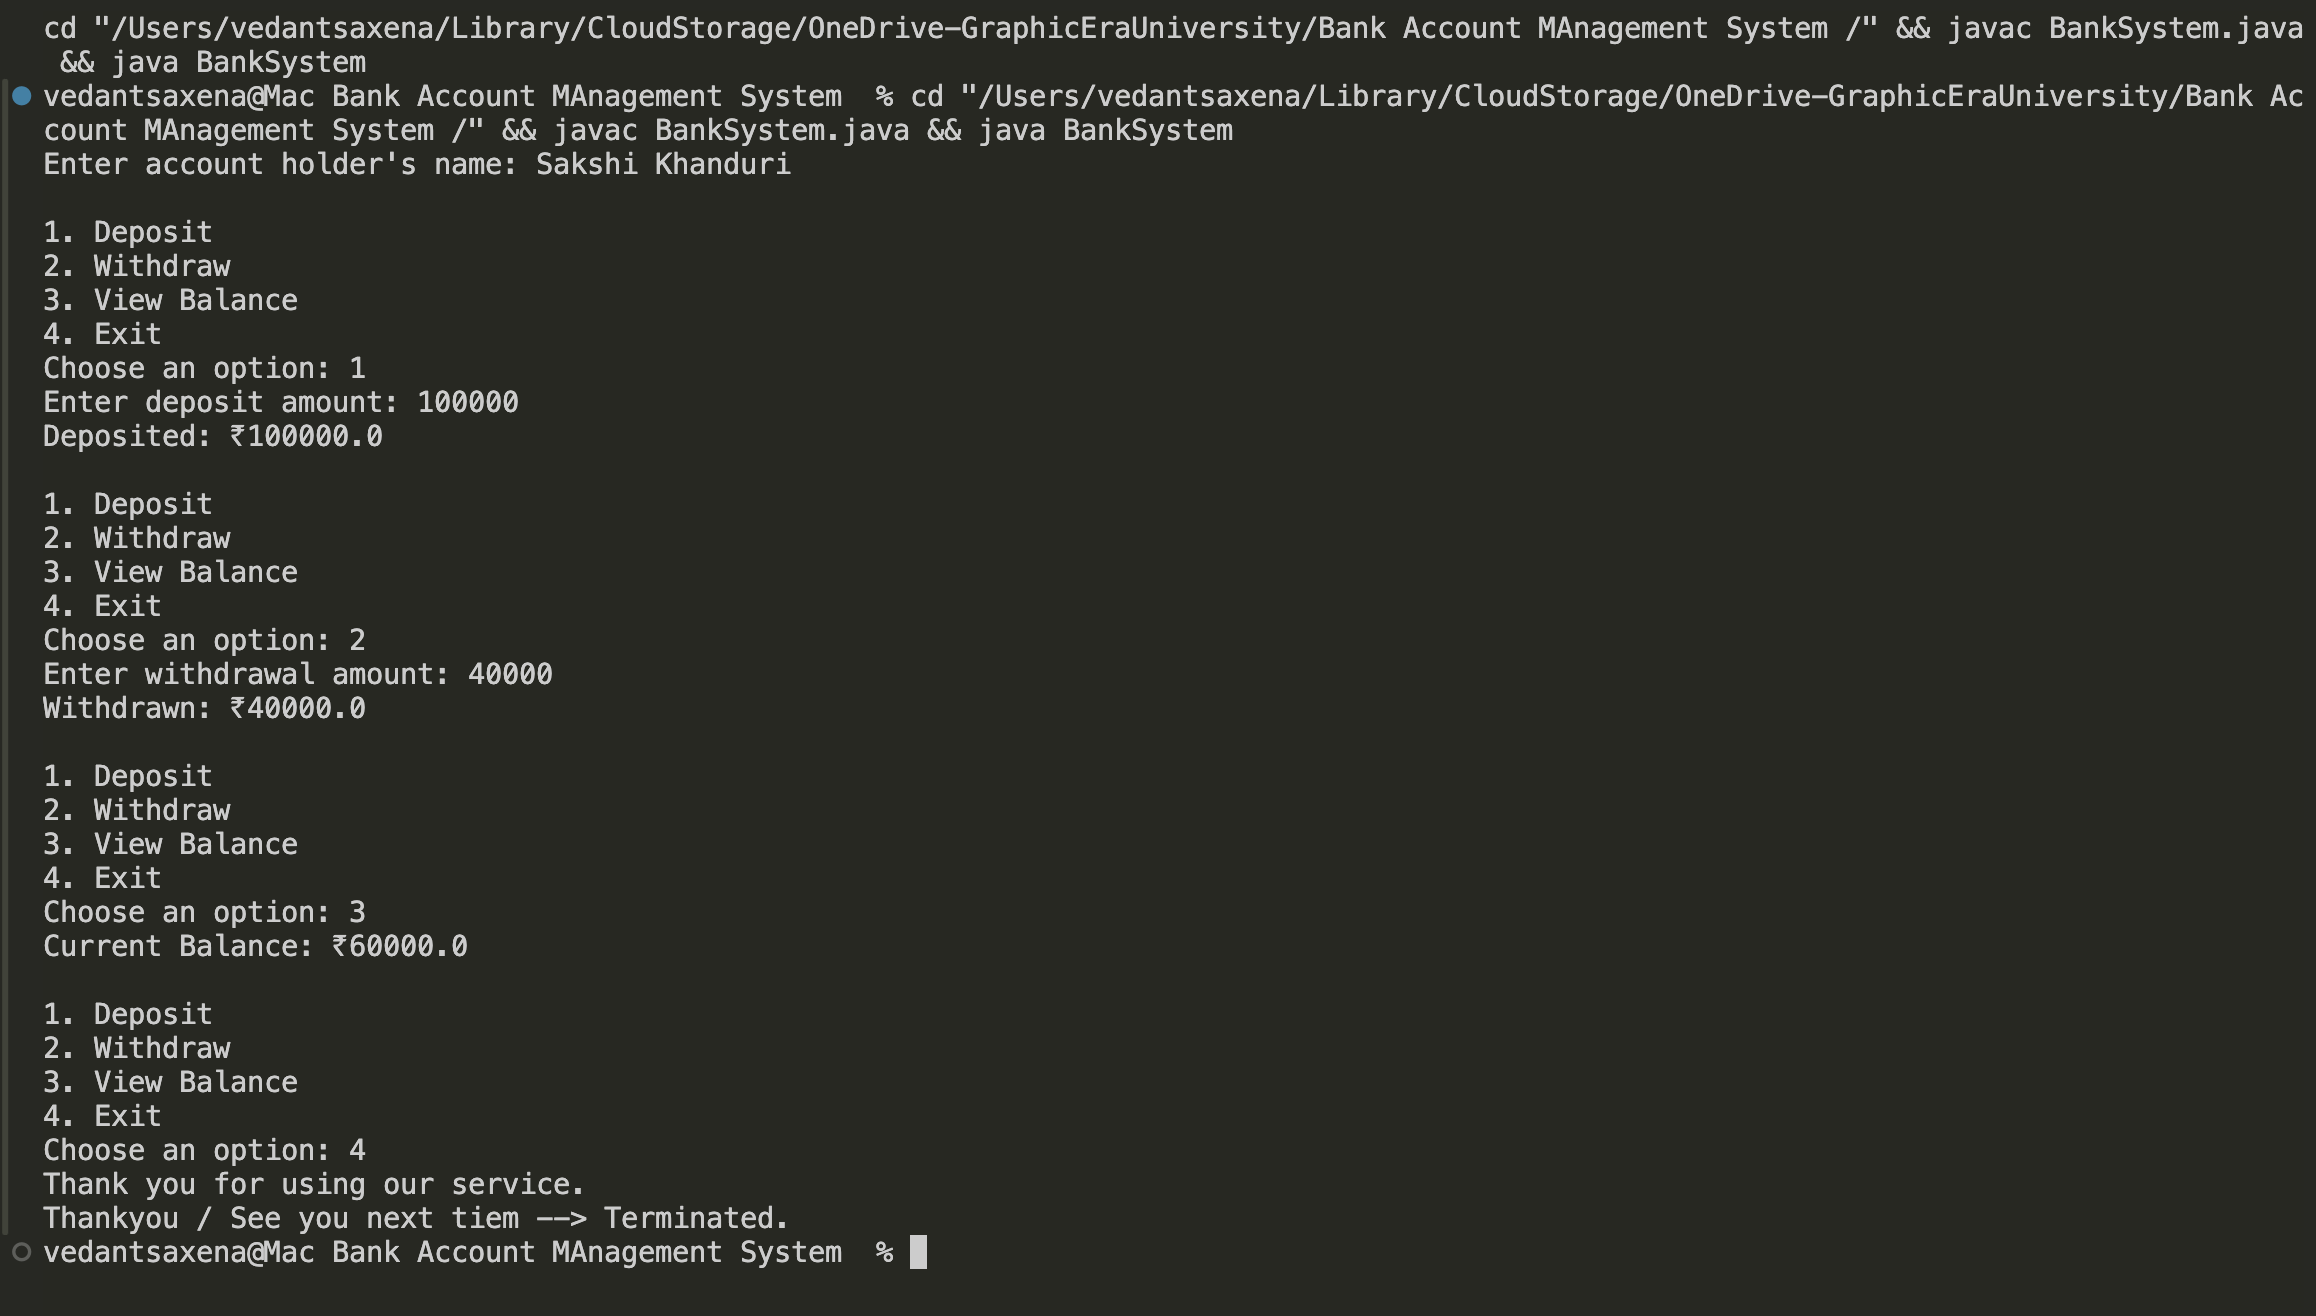 cd "/Users/vedantsaxena/Library/CloudStorage/OneDrive-GraphicEraUniversity/Bank Account MAnagement System /" && javac BankSystem.java
 && java BankSystem
vedantsaxena@Mac Bank Account MAnagement System  % cd "/Users/vedantsaxena/Library/CloudStorage/OneDrive-GraphicEraUniversity/Bank Ac
count MAnagement System /" && javac BankSystem.java && java BankSystem
Enter account holder's name: Sakshi Khanduri

1. Deposit
2. Withdraw
3. View Balance
4. Exit
Choose an option: 1
Enter deposit amount: 100000
Deposited: ₹100000.0

1. Deposit
2. Withdraw
3. View Balance
4. Exit
Choose an option: 2
Enter withdrawal amount: 40000
Withdrawn: ₹40000.0

1. Deposit
2. Withdraw
3. View Balance
4. Exit
Choose an option: 3
Current Balance: ₹60000.0

1. Deposit
2. Withdraw
3. View Balance
4. Exit
Choose an option: 4
Thank you for using our service.
Thankyou / See you next tiem --> Terminated.
vedantsaxena@Mac Bank Account MAnagement System  %